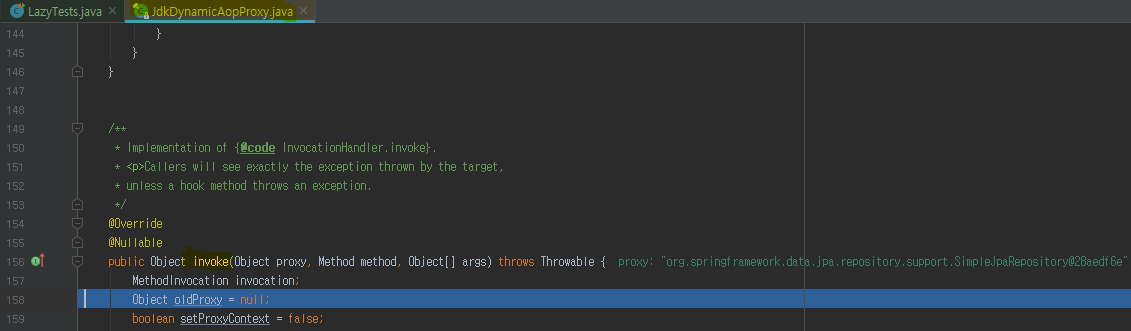 LazyTests.java × JdkDynamicAopProxy.java ×
144 }
145 }
146 }
147
148
149 /**
150 * Implementation of {@code InvocationHandler.invoke}.
151 * <p>Callers will see exactly the exception thrown by the target,
152 * unless a hook method throws an exception.
153 */
154 @Override
155 @Nullable
156 public Object invoke(Object proxy, Method method, Object[] args) throws Throwable { proxy: "org.springframework.data.jpa.repository.support.SimpleJpaRepository@28aedf6e"
157 MethodInvocation invocation;
158 Object oldProxy = null;
159 boolean setProxyContext = false;